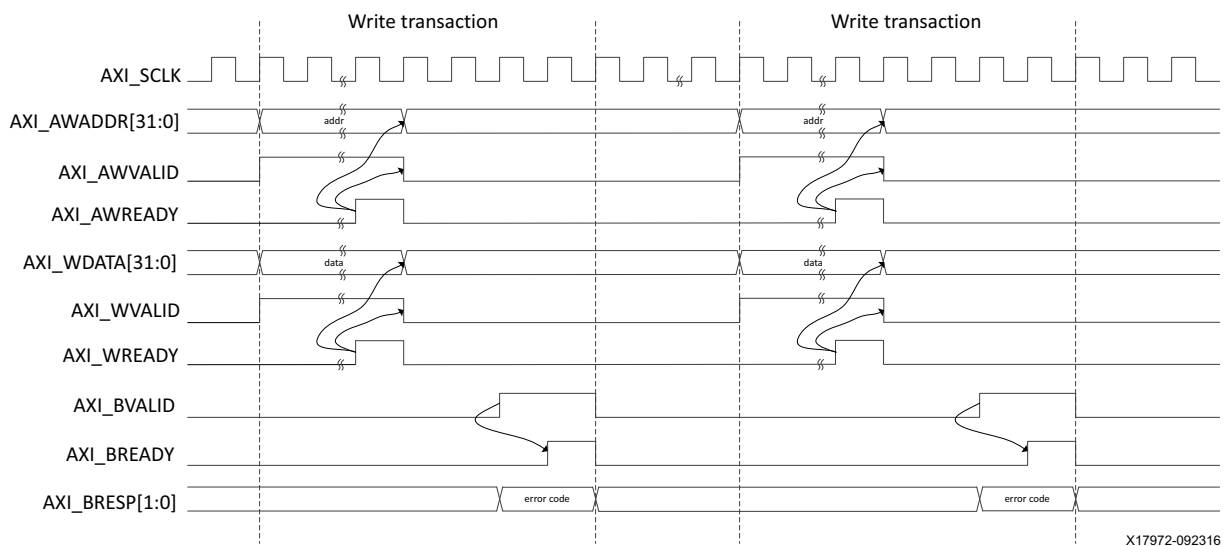 Write transaction Write transaction
AXI_SCLK
AXI_AWADDR[31:0] addr addr
AXI_AWVALID
AXI_AWREADY
AXI_WDATA[31:0] data data
AXI_WVALID
AXI_WREADY
AXI_BVALID
AXI_BREADY
AXI_BRESP[1:0] error code error code
X17972-092316